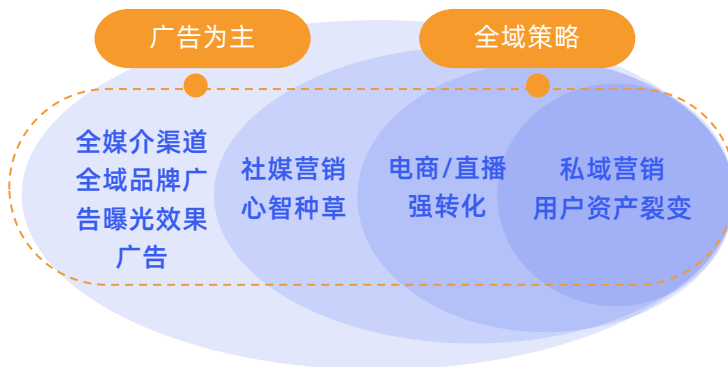 广告为主
全域策略
全媒介渠道
全域品牌广
告曝光效果
广告
社媒营销
心智种草
电商/直播
强转化
私域营销
用户资产裂变